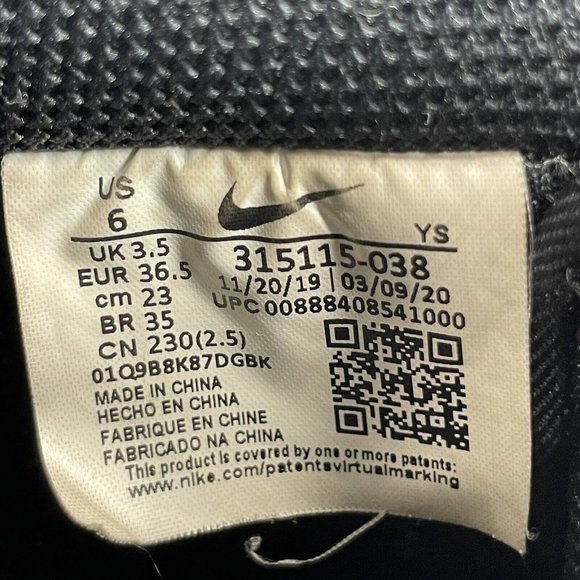 US
6
YS
UK 3.5
315115-038
EUR 36.5
11/20/19 03/09/20
cm 23
UPC00888408541000
BR 35
CN 230(2.5)
01Q9B8K87DGBK
MADE IN CHINA
HECHO EN CHINA
FABRIQUE EN CHINE
FABRICADO NA CHINA
This product is covered by one or more patents:
www.nike.com/patentsvirtualmarking